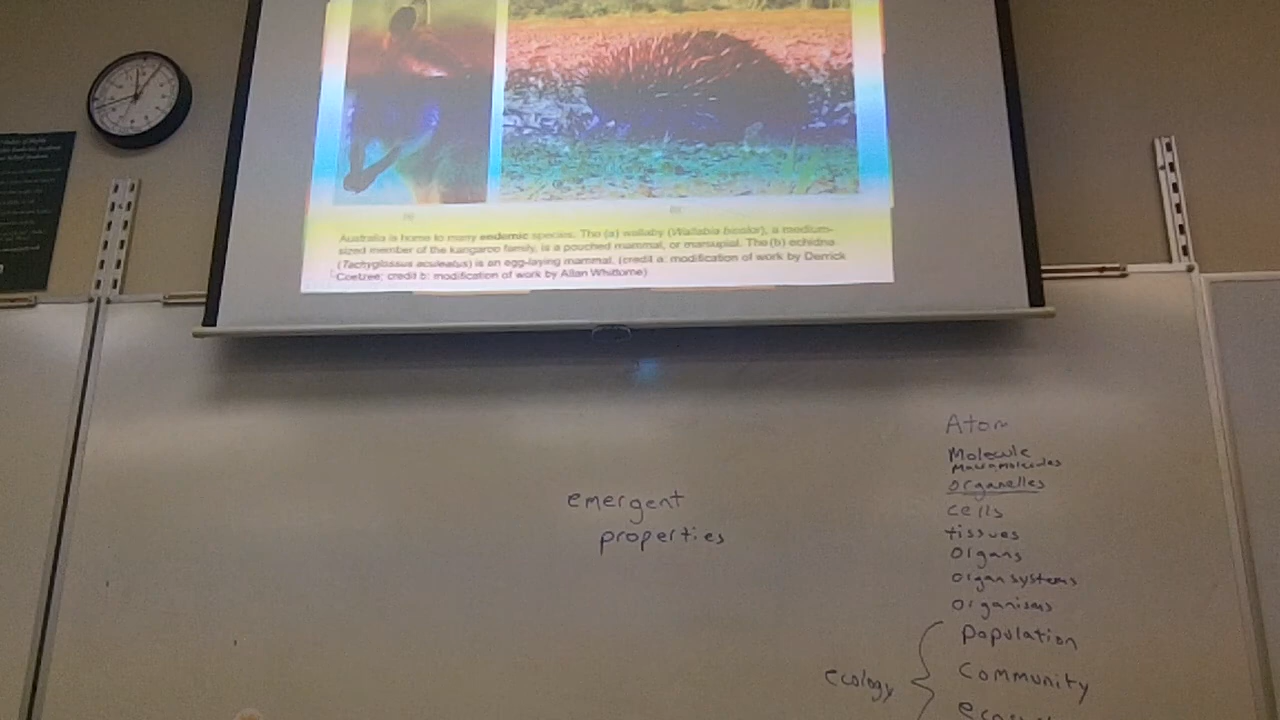 (a)
(b)
Australia is home to many endemic species. The (a) wallaby (Wallabia bicolor), a medium-
sized member of the kangaroo family, is a pouched mammal, or marsupial. The (b) echidna
(Tachyglossus aculeatus) is an egg-laying mammal. (credit a: modification of work by Derrick
Coetzee; credit b: modification of work by Allan Whittome)
emergent
properties
Atom
Molecule
Macromolecules
organelles
cells
tissues
organs
organ systems
organisms
population
Community
ecology